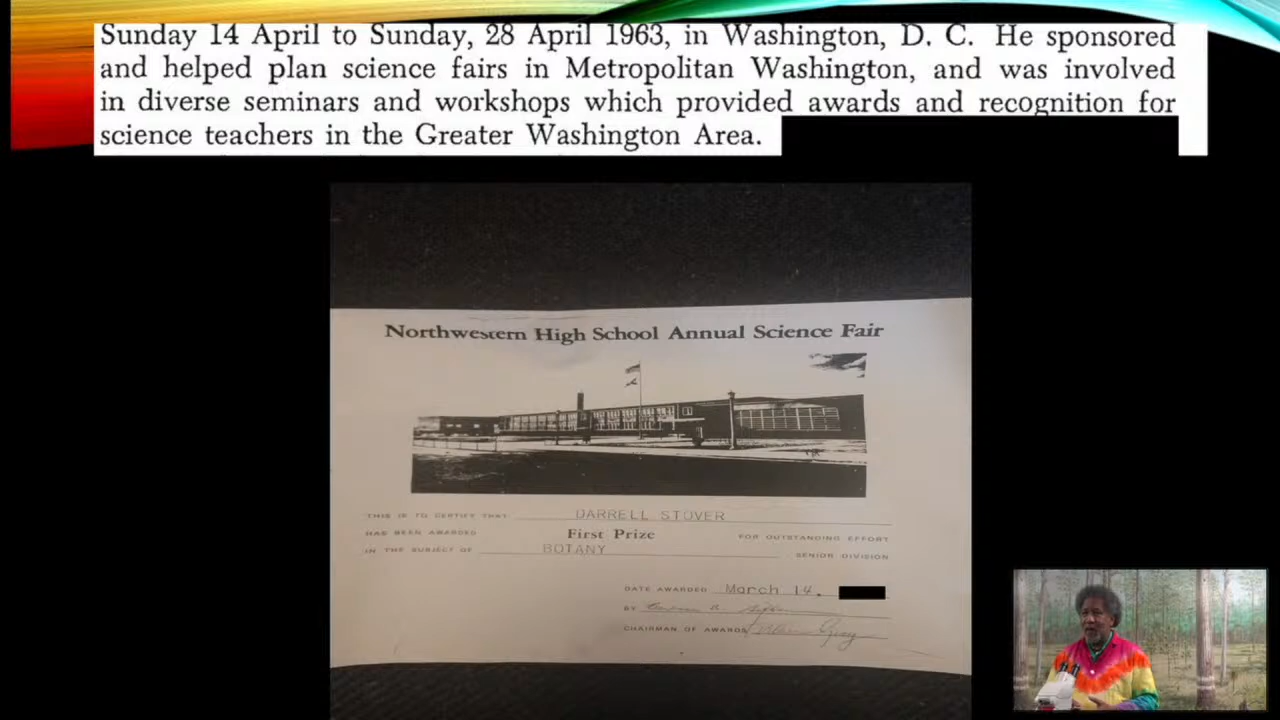 Sunday 14 April to Sunday, 28 April 1963, in Washington, D. C. He sponsored
and helped plan science fairs in Metropolitan Washington, and was involved
in diverse seminars and workshops which provided awards and recognition for
science teachers in the Greater Washington Area.
Northwestern High School Annual Science Fair
THIS IS TO CERTIFY THAT DARRELL STOVER
HAS BEEN AWARDED First Prize FOR OUTSTANDING EFFORT
IN THE SUBJECT OF BOTANY SENIOR DIVISION
DATE AWARDED March 14,
BY
CHAIRMAN OF AWARDS